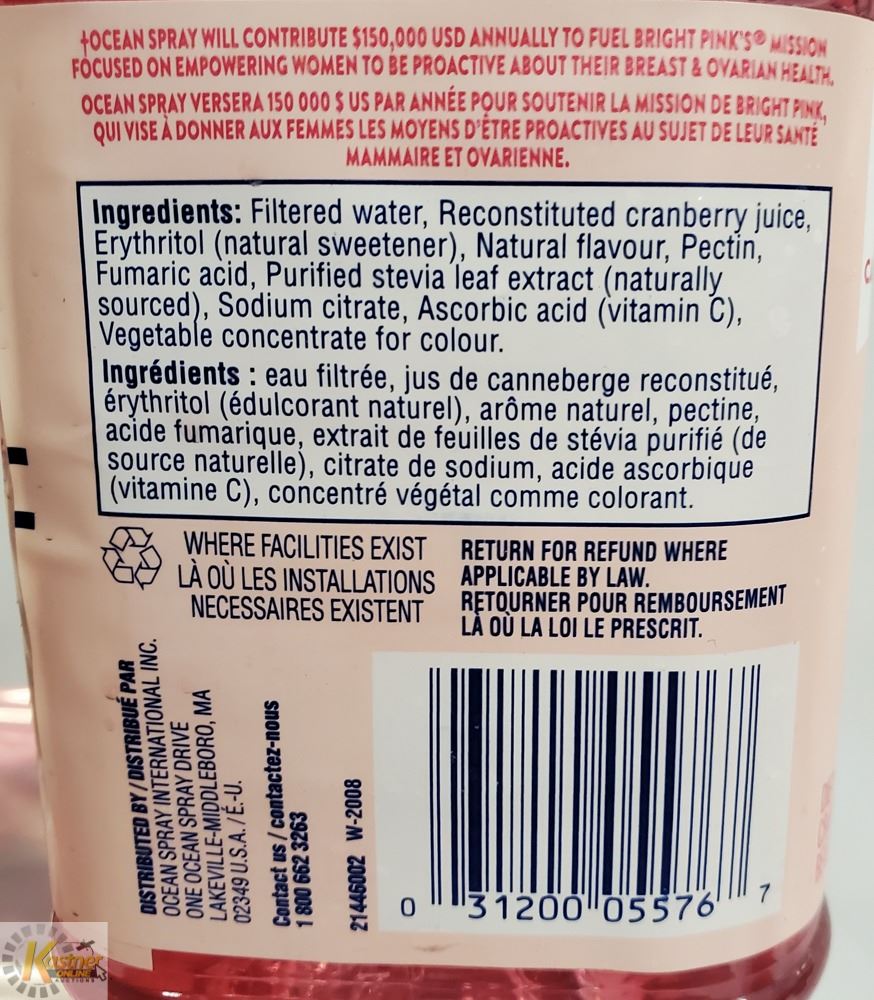 ‡OCEAN SPRAY WILL CONTRIBUTE $150,000 USD ANNUALLY TO FUEL BRIGHT PINK'S® MISSION
FOCUSED ON EMPOWERING WOMEN TO BE PROACTIVE ABOUT THEIR BREAST & OVARIAN HEALTH.
OCEAN SPRAY VERSERA 150 000 $ US PAR ANNÉE POUR SOUTENIR LA MISSION DE BRIGHT PINK,
QUI VISE À DONNER AUX FEMMES LES MOYENS D'ÊTRE PROACTIVES AU SUJET DE LEUR SANTÉ
MAMMAIRE ET OVARIENNE.
Ingredients: Filtered water, Reconstituted cranberry juice,
Erythritol (natural sweetener), Natural flavour, Pectin,
Fumaric acid, Purified stevia leaf extract (naturally
sourced), Sodium citrate, Ascorbic acid (vitamin C),
Vegetable concentrate for colour.
Ingrédients : eau filtrée, jus de canneberge reconstitué,
érythritol (édulcorant naturel), arôme naturel, pectine,
acide fumarique, extrait de feuilles de stévia purifié (de
source naturelle), citrate de sodium, acide ascorbique
(vitamine C), concentré végétal comme colorant.
WHERE FACILITIES EXIST
LÀ OÙ LES INSTALLATIONS
NECESSAIRES EXISTENT
RETURN FOR REFUND WHERE
APPLICABLE BY LAW.
RETOURNER POUR REMBOURSEMENT
LÀ OÙ LA LOI LE PRESCRIT.
DISTRIBUTED BY / DISTRIBUÉ PAR
OCEAN SPRAY INTERNATIONAL INC.
ONE OCEAN SPRAY DRIVE
LAKEVILLE-MIDDLEBORO, MA
02349 U.S.A. / É.-U.
Contact us / contactez-nous
1 800 662 3263
21446002 W-2008
0 31200 05576 7
Kastner
ONLINE
AUCTIONS